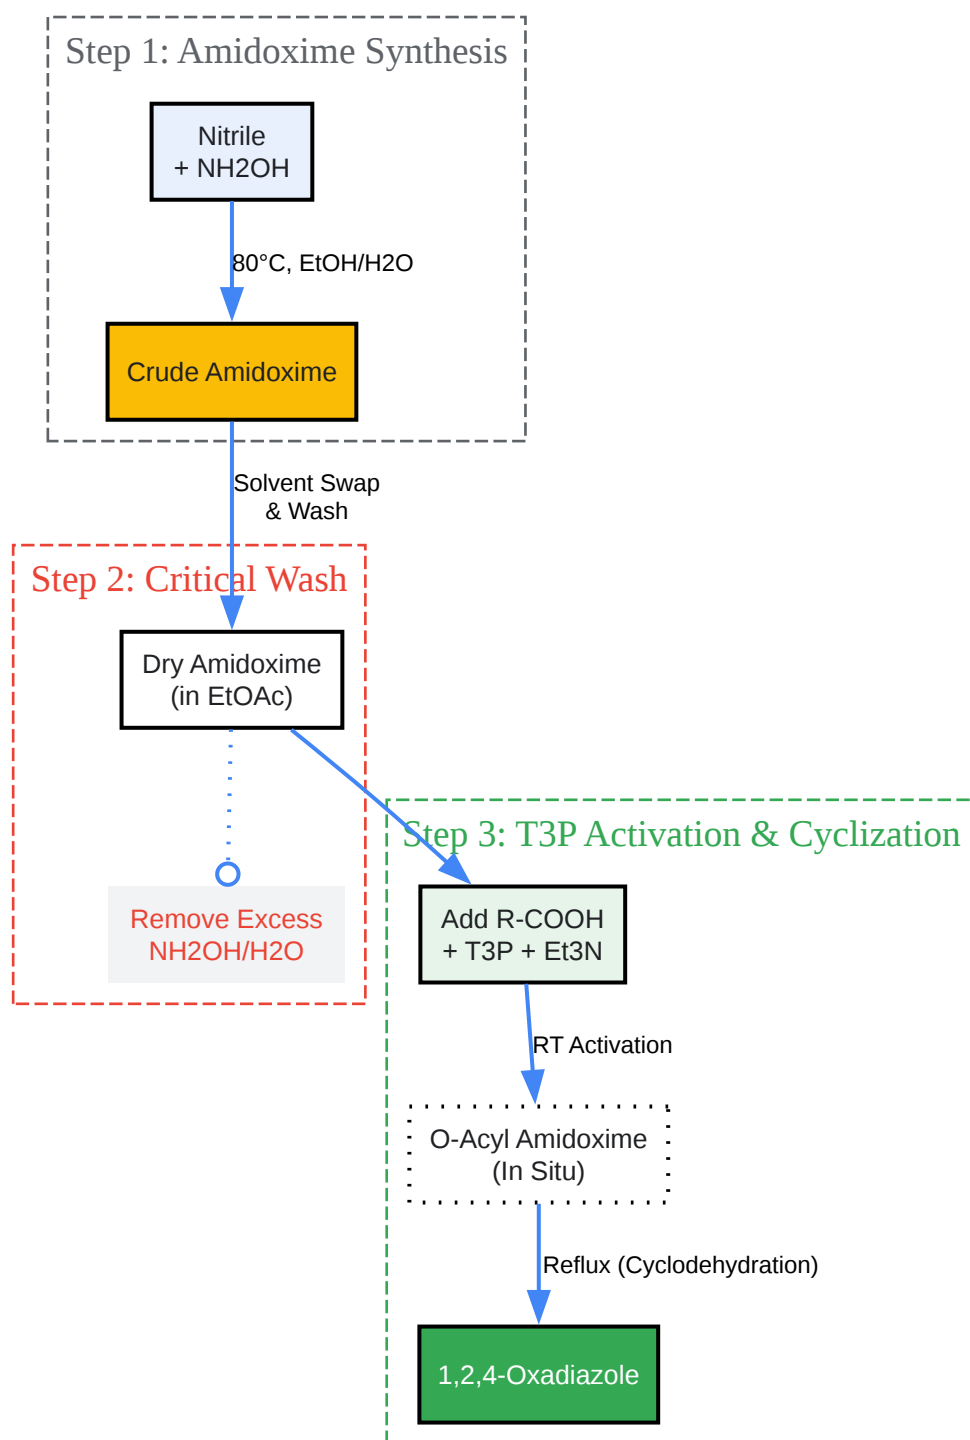 Step 1: Amidoxime Synthesis
Nitrile
+ NH2OH
80°C, EtOH/H2O
Crude Amidoxime
Solvent Swap
& Wash
Step 2: Critical Wash
Dry Amidoxime
(in EtOAc)
Remove Excess
NH2OH/H2O
Step 3: T3P Activation & Cyclization
Add R-COOH
+ T3P + Et3N
RT Activation
O-Acyl Amidoxime
(In Situ)
Reflux (Cyclodehydration)
1,2,4-Oxadiazole